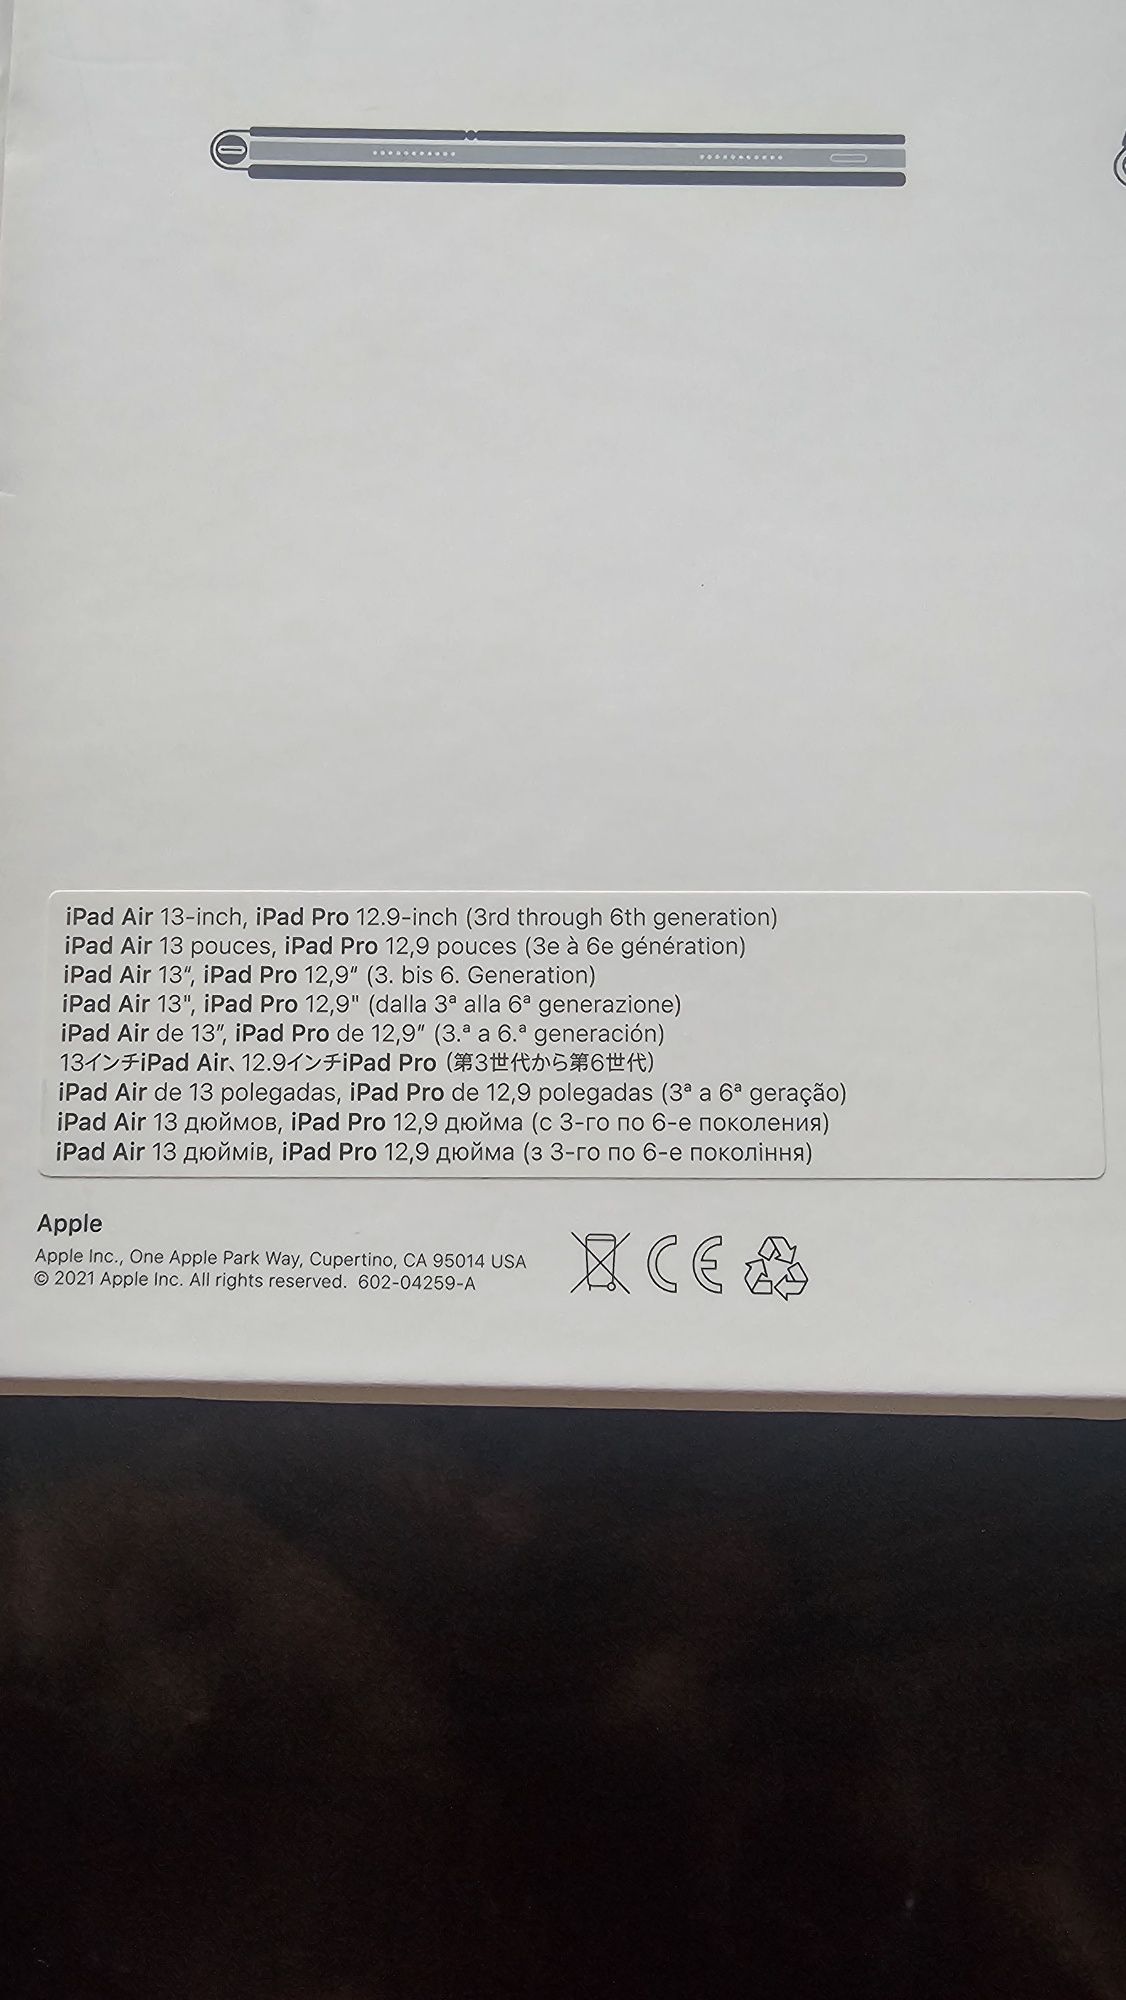 iPad Air 13-inch, iPad Pro 12.9-inch (3rd through 6th generation)
iPad Air 13 pouces, iPad Pro 12,9 pouces (3e à 6e génération)
iPad Air 13“, iPad Pro 12,9“ (3. bis 6. Generation)
iPad Air 13", iPad Pro 12,9" (dalla 3ª alla 6ª generazione)
iPad Air de 13”, iPad Pro de 12,9” (3.ª a 6.ª generación)
13インチiPad Air、12.9インチiPad Pro (第3世代から第6世代)
iPad Air de 13 polegadas, iPad Pro de 12,9 polegadas (3ª a 6ª geração)
iPad Air 13 дюймов, iPad Pro 12,9 дюйма (с 3-го по 6-е поколения)
iPad Air 13 дюймів, iPad Pro 12,9 дюйма (з 3-го по 6-е покоління)
Apple
Apple Inc., One Apple Park Way, Cupertino, CA 95014 USA
© 2021 Apple Inc. All rights reserved. 602-04259-A
CE